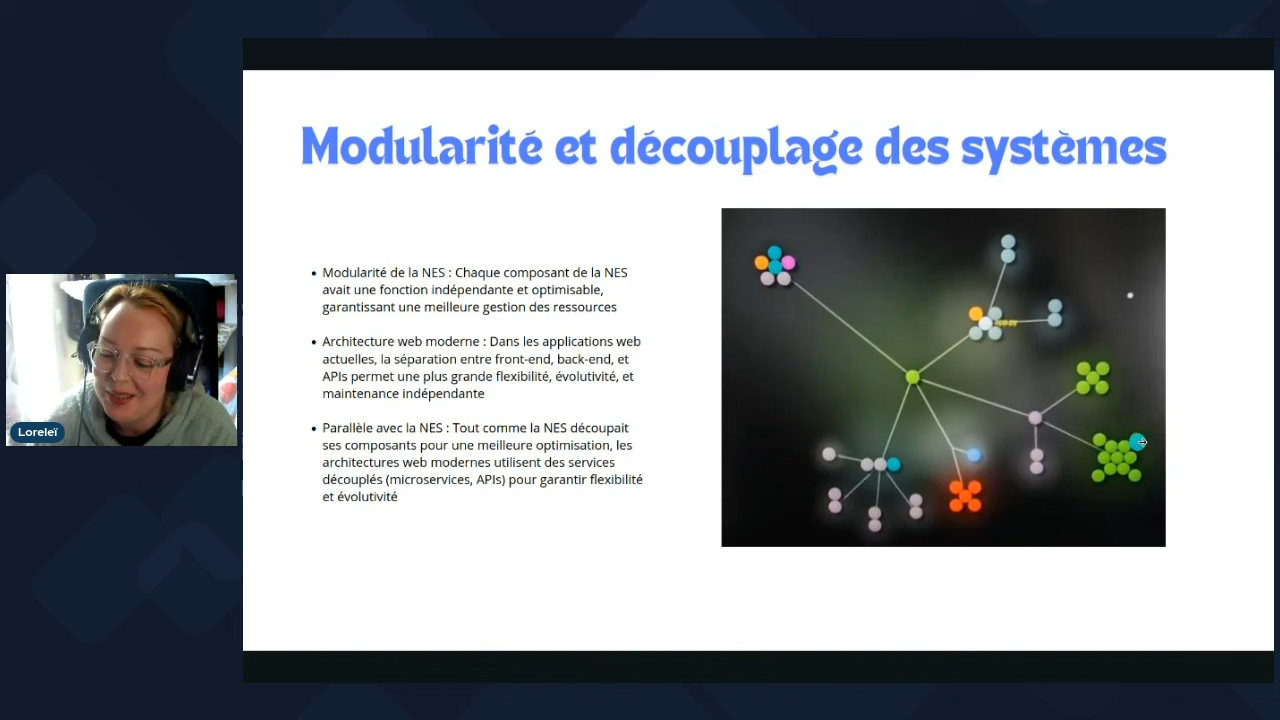 Modularité et découplage des systèmes
Modularité de la NES : Chaque composant de la NES
avait une fonction indépendante et optimisable,
garantissant une meilleure gestion des ressources
Architecture web moderne : Dans les applications web
actuelles, la séparation entre front-end, back-end, et
APIs permet une plus grande flexibilité, évolutivité, et
maintenance indépendante
Parallèle avec la NES : Tout comme la NES découpait
ses composants pour une meilleure optimisation, les
architectures web modernes utilisent des services
découplés (microservices, APIs) pour garantir flexibilité
et évolutivité
Loreleï